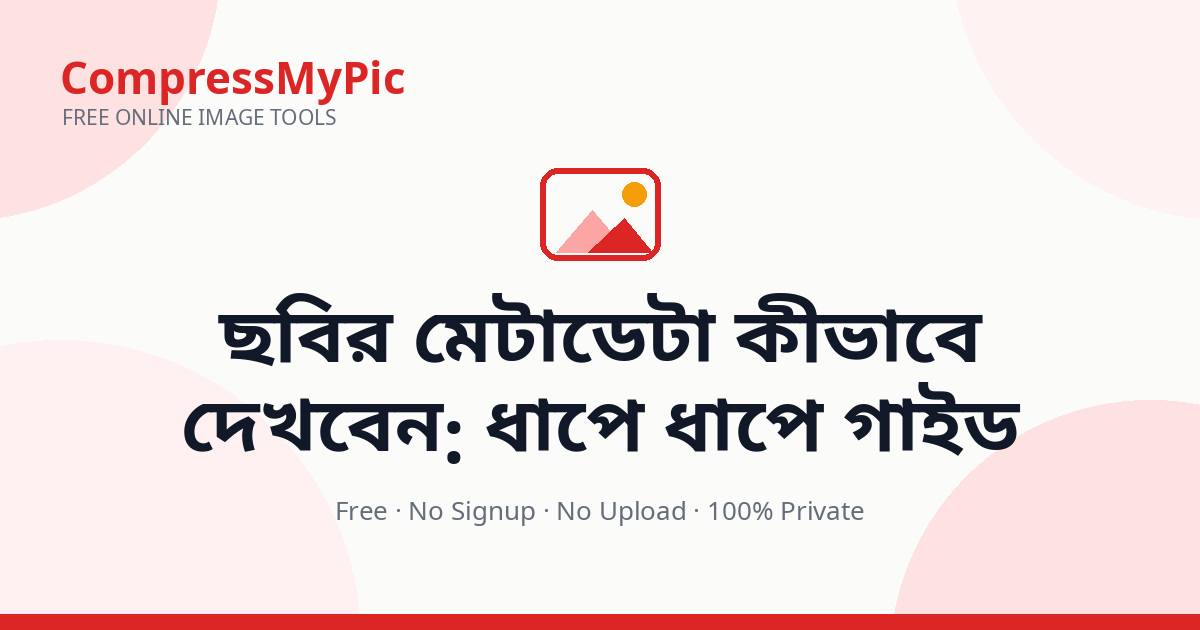 CompressMyPic
FREE ONLINE IMAGE TOOLS
ছবির মেটাডেটা কীভাবে
দেখবেন: ধাপে ধাপে গাইড
Free · No Signup · No Upload · 100% Private